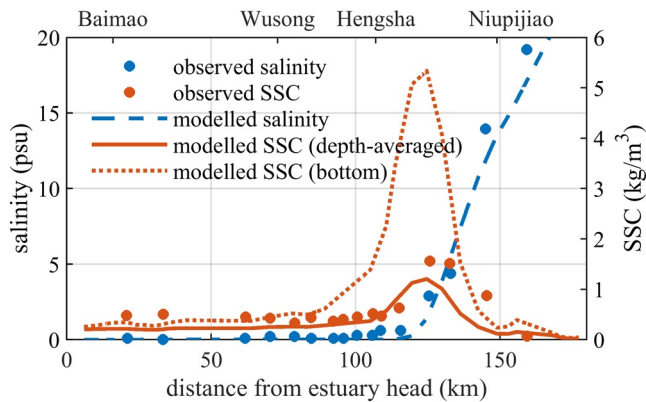 Baimao Wusong Hengsha Niupijiao
20 6
observed salinity
observed SSC
5
15
modelled salinity
4
modelled SSC (depth-averaged)
10 3
modelled SSC (bottom)
2
5
1
0 0
0 50 100 150
salinity (psu)
SSC (kg/m³)
distance from estuary head (km)